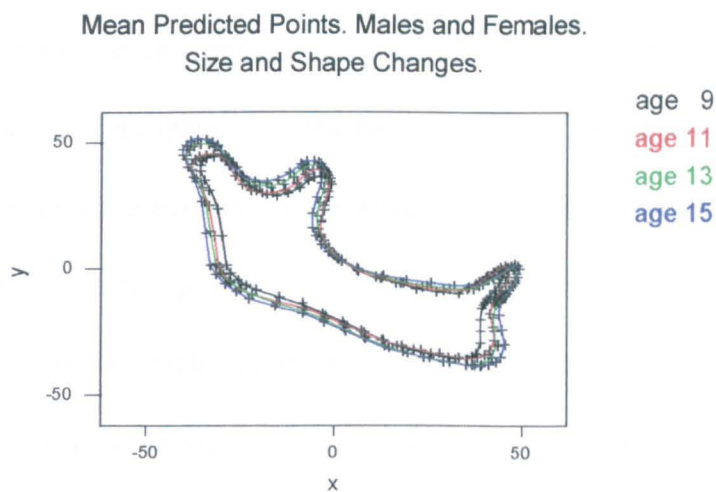 Mean Predicted Points. Males and Females.
Size and Shape Changes.
age 9
age 11
age 13
age 15
50
0
-50
y
-50
0
50
x